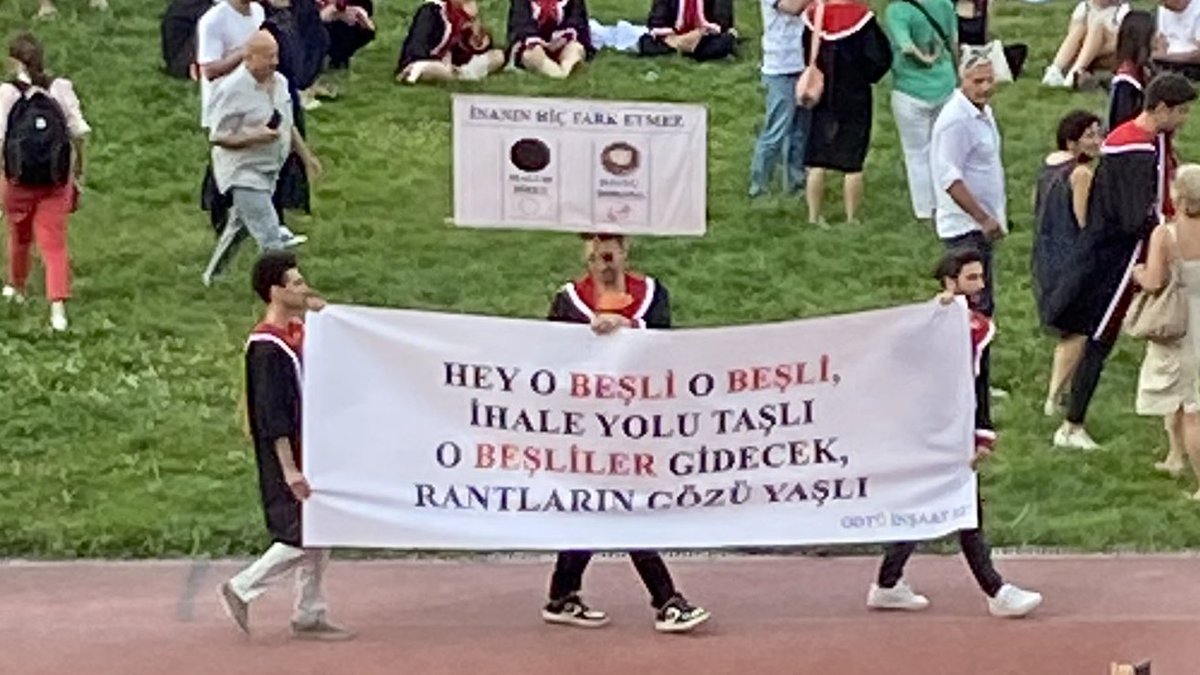 İNANIN HİÇ FARK ETMEZ
HEY O BEŞLİ O BEŞLİ,
İHALE YOLU TAŞLI
O BEŞLİLER GİDECEK,
RANTLARIN GÖZÜ YAŞLI
ODTÜ İNŞAAT